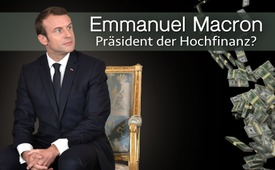 Emmanuel Macron
Präsident der Hochfinanz?